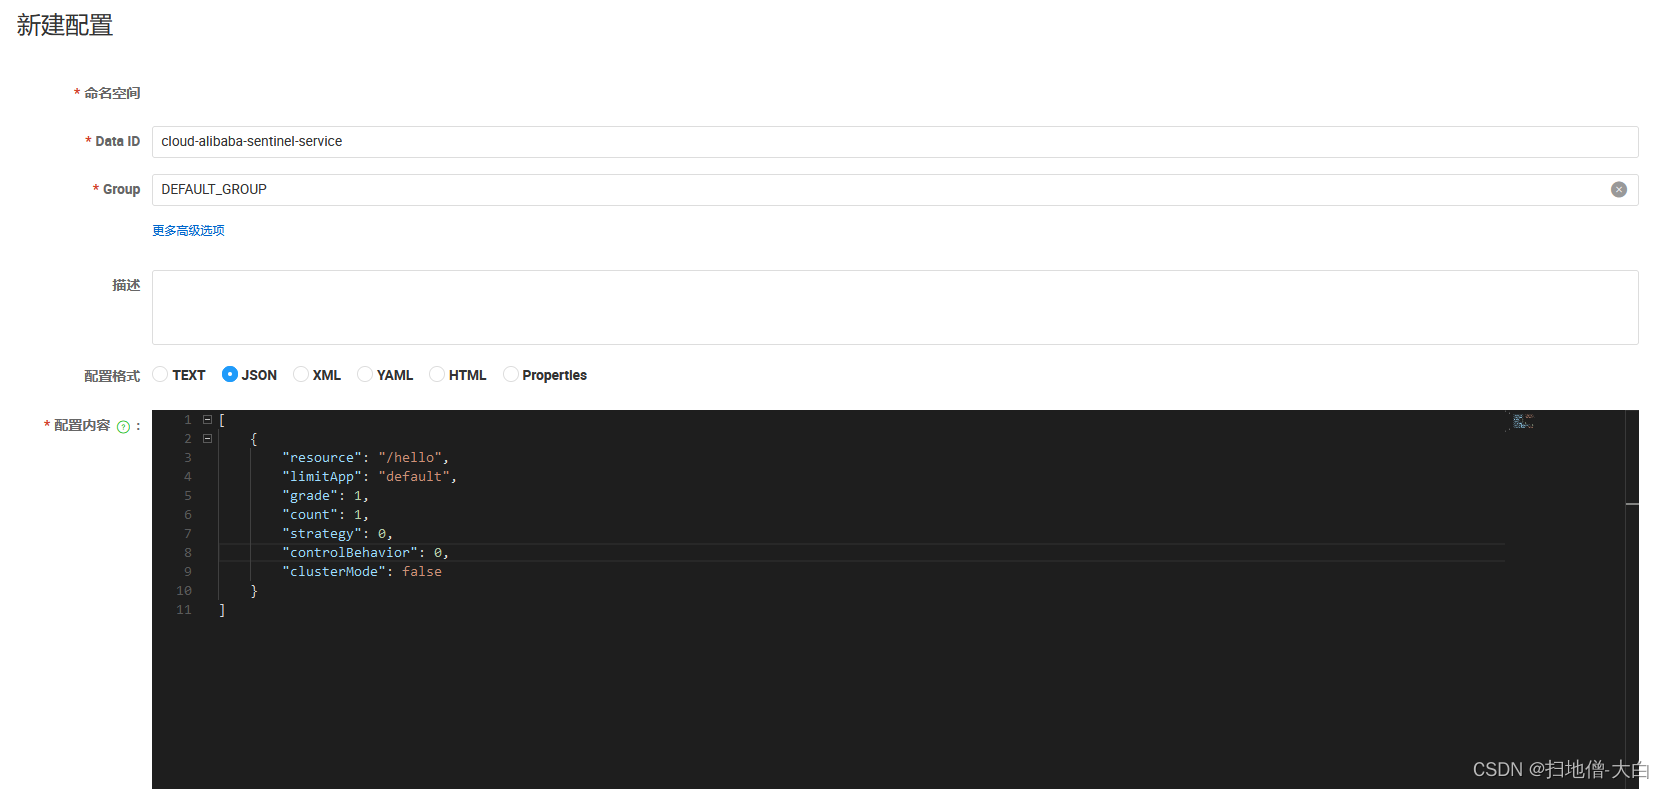 新建配置
* 命名空间
* Data ID cloud-alibaba-sentinel-service
* Group DEFAULT_GROUP
更多高级选项
描述
配置格式 TEXT JSON XML YAML HTML Properties
* 配置内容 ? :
1 [
2 {
3 "resource": "/hello",
4 "limitApp": "default",
5 "grade": 1,
6 "count": 1,
7 "strategy": 0,
8 "controlBehavior": 0,
9 "clusterMode": false
10 }
11 ]
CSDN @扫地僧-大白